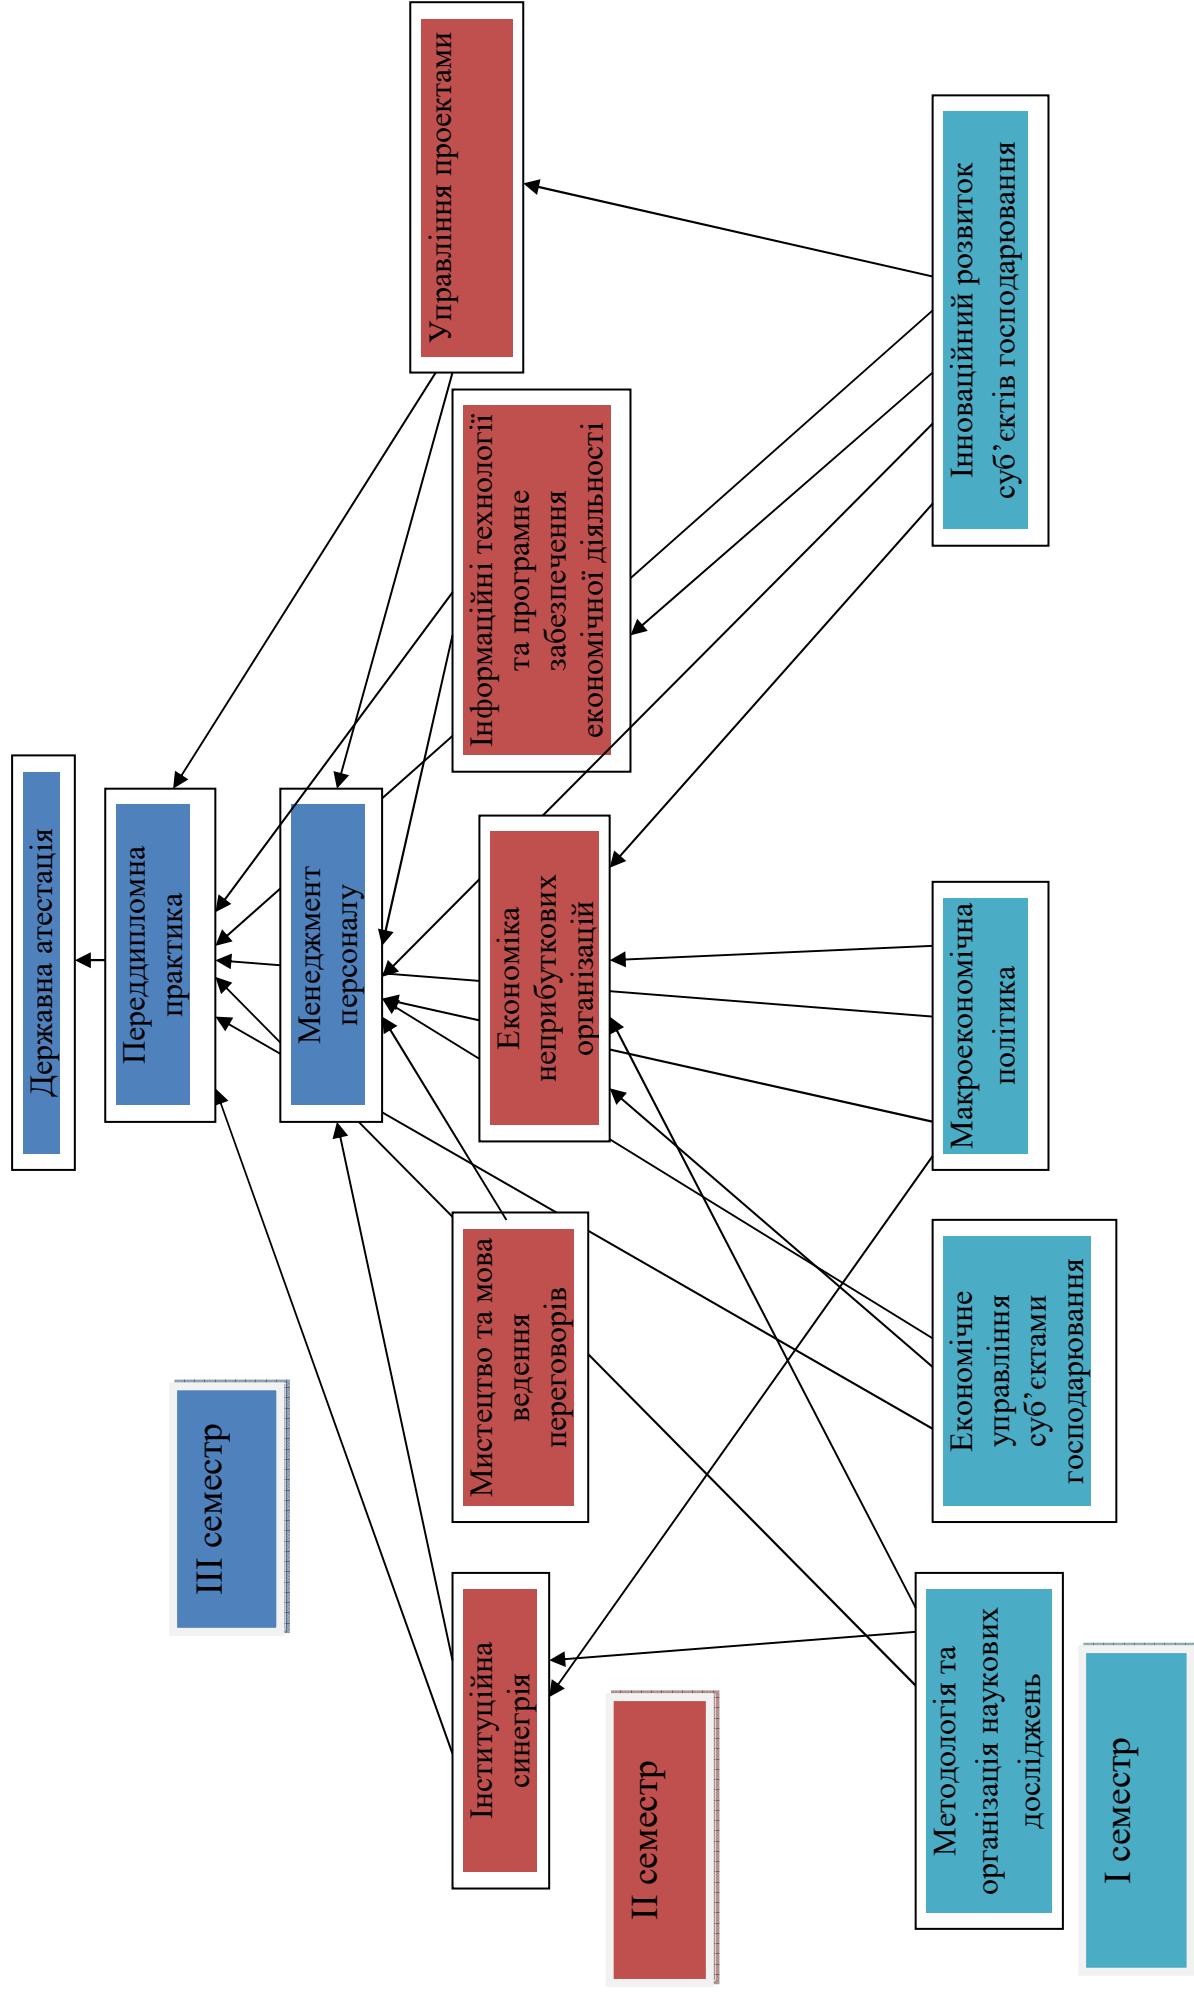 Державна атестація
Переддипломна
практика
III семестр
Менеджмент
персоналу
Інституційна
синегрія
Мистецтво та мова
ведення
переговорів
Економіка
неприбуткових
організацій
Інформаційні технології
та програмне
забезпечення
економічної діяльності
Управління проектами
II семестр
Методологія та
організація наукових
досліджень
Економічне
управління
суб’єктами
господарювання
Макроекономічна
політика
Інноваційний розвиток
суб’єктів господарювання
I семестр